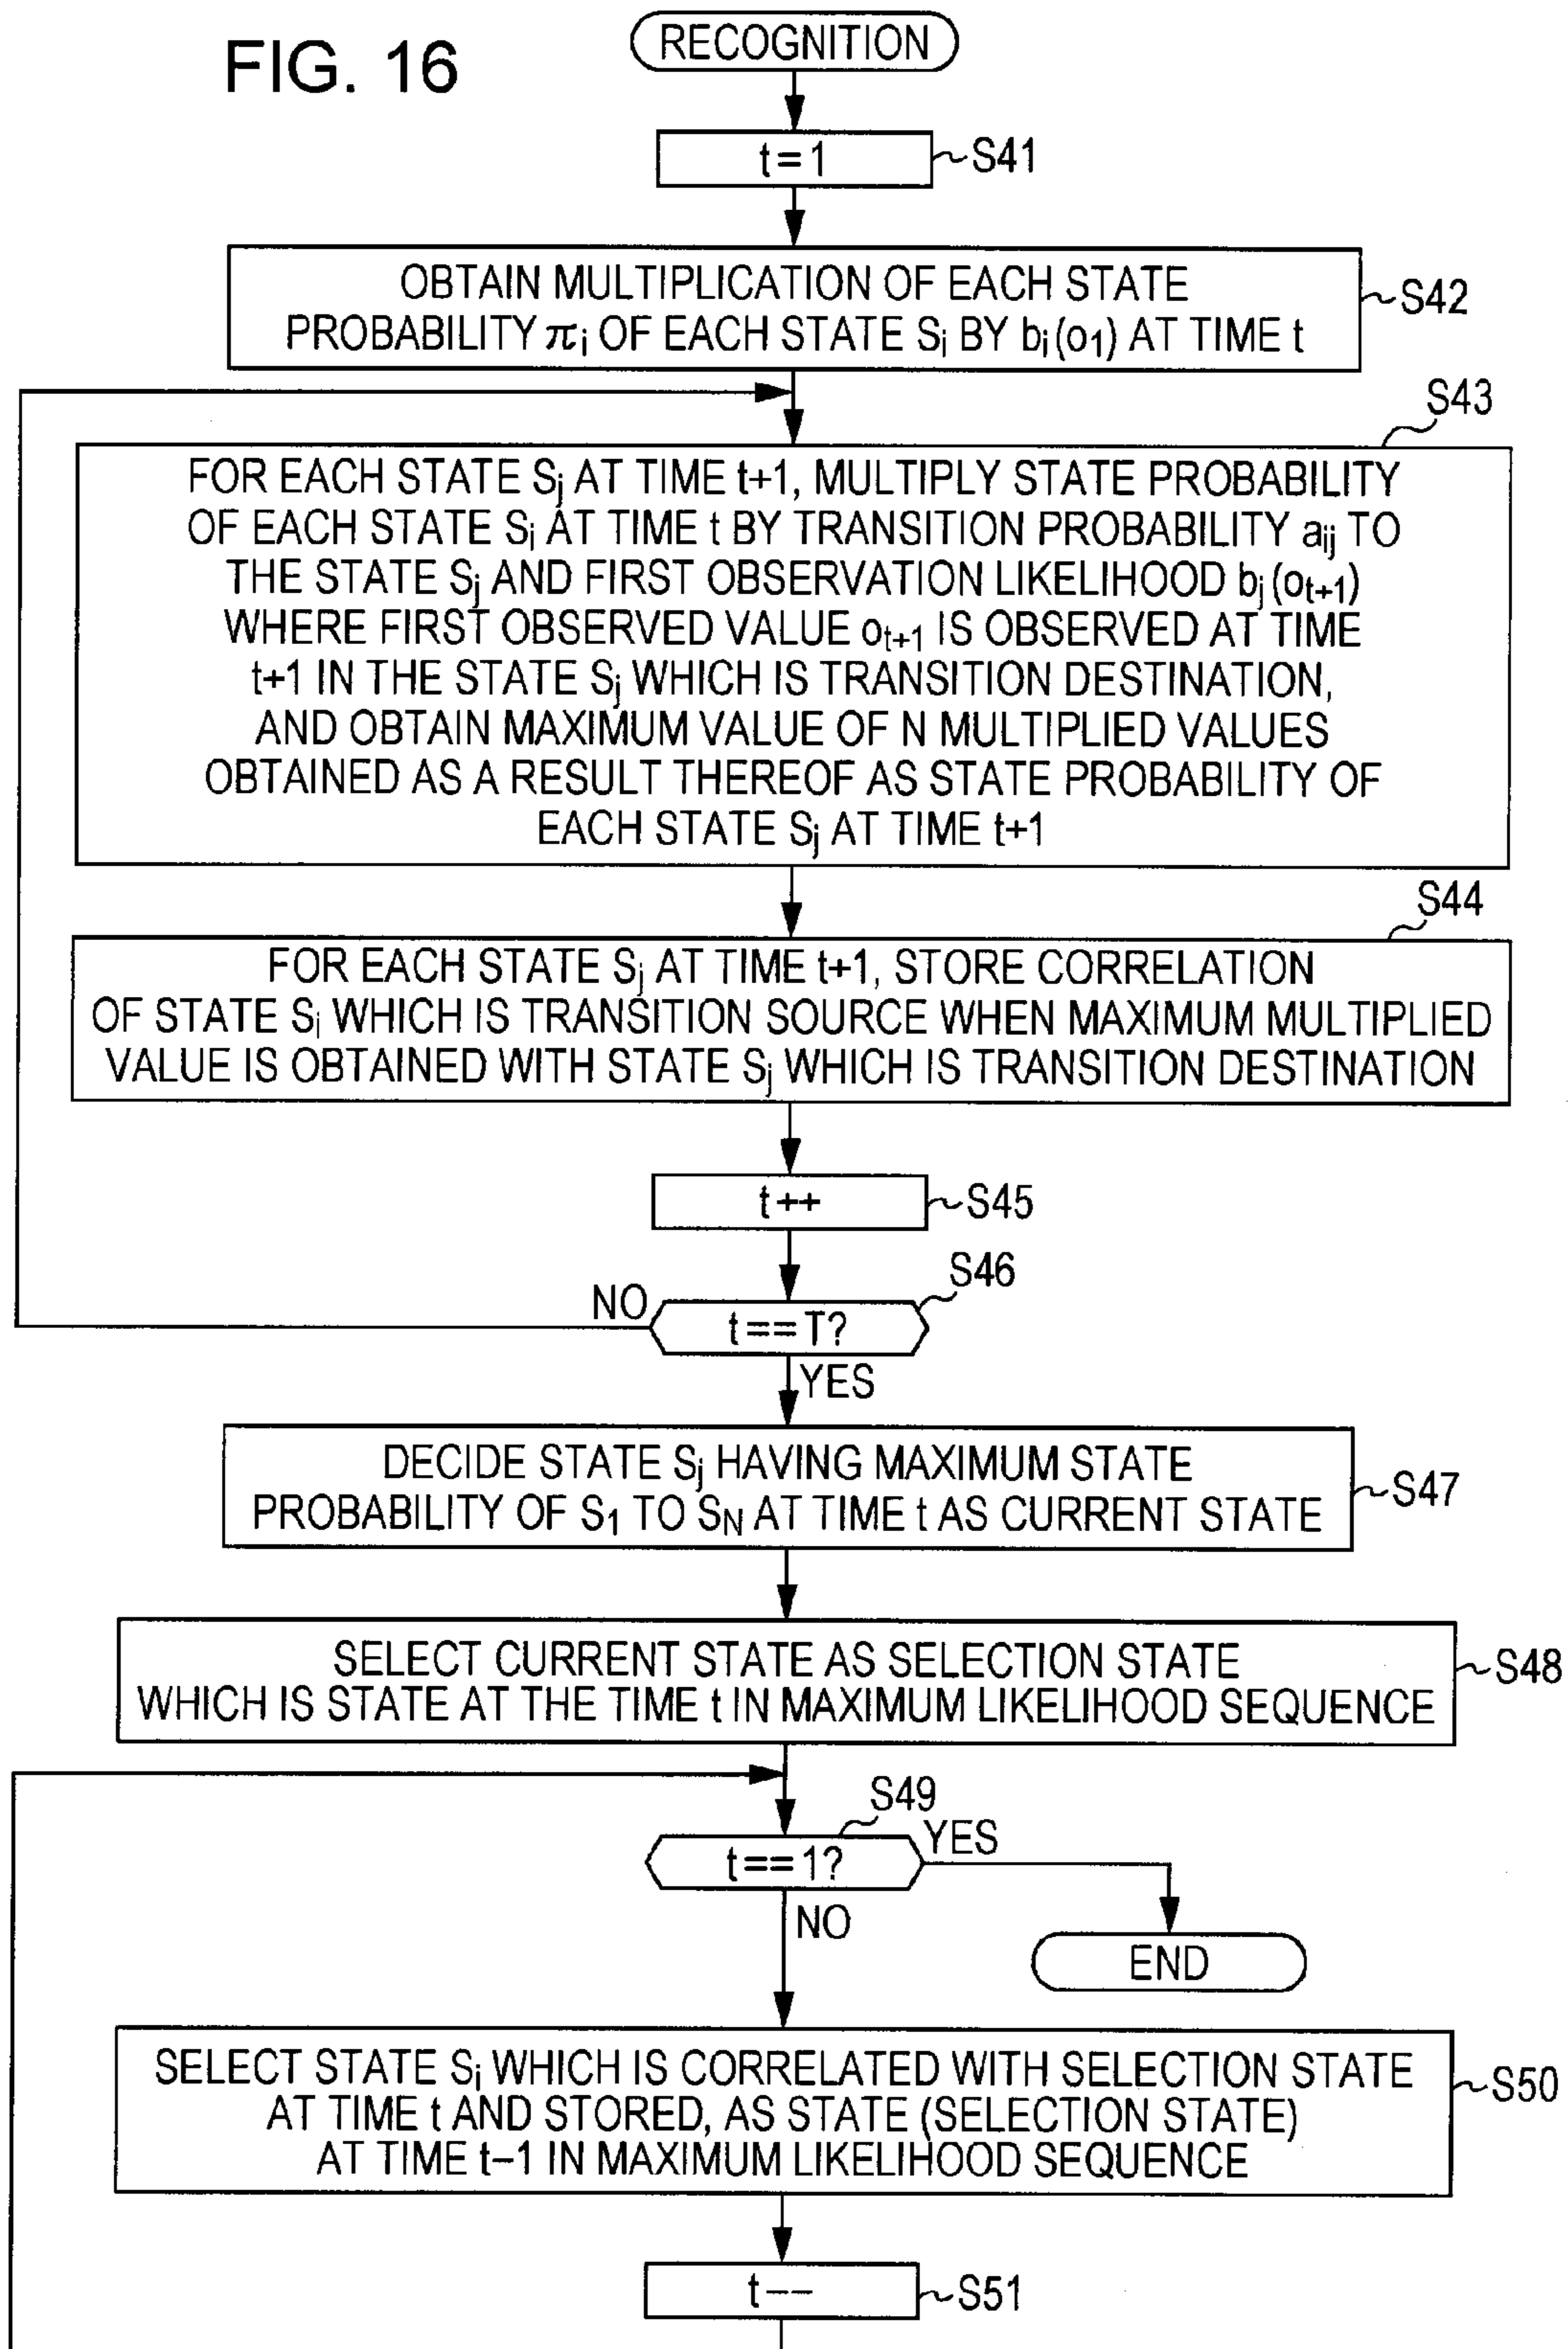 FIG. 16
RECOGNITION
t=1
S41
OBTAIN MULTIPLICATION OF EACH STATE
PROBABILITY πi OF EACH STATE Si BY bi(o1) AT TIME t
S42
S43
FOR EACH STATE Sj AT TIME t+1, MULTIPLY STATE PROBABILITY
OF EACH STATE Si AT TIME t BY TRANSITION PROBABILITY aij TO
THE STATE Sj AND FIRST OBSERVATION LIKELIHOOD bj(ot+1)
WHERE FIRST OBSERVED VALUE ot+1 IS OBSERVED AT TIME
t+1 IN THE STATE Sj WHICH IS TRANSITION DESTINATION,
AND OBTAIN MAXIMUM VALUE OF N MULTIPLIED VALUES
OBTAINED AS A RESULT THEREOF AS STATE PROBABILITY OF
EACH STATE Sj AT TIME t+1
S44
FOR EACH STATE Sj AT TIME t+1, STORE CORRELATION
OF STATE Si WHICH IS TRANSITION SOURCE WHEN MAXIMUM MULTIPLIED
VALUE IS OBTAINED WITH STATE Sj WHICH IS TRANSITION DESTINATION
t++
S45
S46
NO
t==T?
YES
DECIDE STATE Sj HAVING MAXIMUM STATE
PROBABILITY OF S1 TO SN AT TIME t AS CURRENT STATE
S47
SELECT CURRENT STATE AS SELECTION STATE
WHICH IS STATE AT THE TIME t IN MAXIMUM LIKELIHOOD SEQUENCE
S48
S49
t==1?
YES
NO
END
SELECT STATE Si WHICH IS CORRELATED WITH SELECTION STATE
AT TIME t AND STORED, AS STATE (SELECTION STATE)
AT TIME t−1 IN MAXIMUM LIKELIHOOD SEQUENCE
S50
t−−
S51